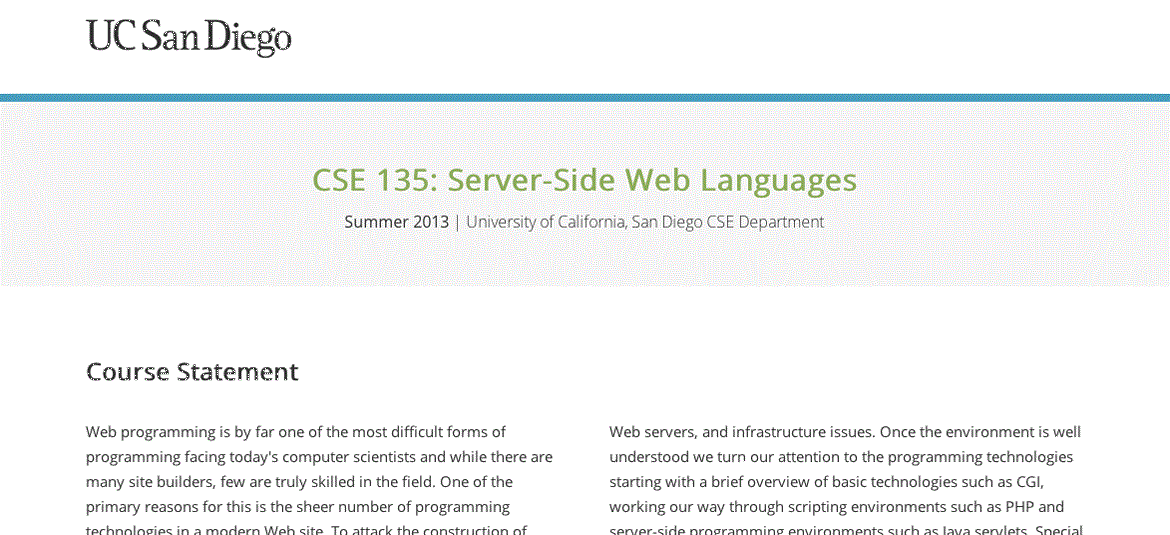 UC San Diego
CSE 135: Server-Side Web Languages
Summer 2013 | University of California, San Diego CSE Department
Course Statement
Web programming is by far one of the most difficult forms of
programming facing today's computer scientists and while there are
many site builders, few are truly skilled in the field. One of the
primary reasons for this is the sheer number of programming
technologies in a modern Web site. To attack the construction of
Web servers, and infrastructure issues. Once the environment is well
understood we turn our attention to the programming technologies
starting with a brief overview of basic technologies such as CGI,
working our way through scripting environments such as PHP and
server-side programming environments such as Java servlets. Special